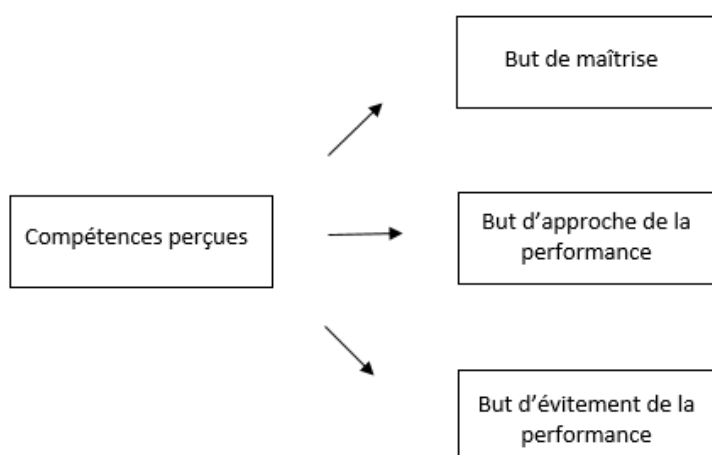 But de maîtrise
Compétences perçues
But d'approche de la
performance
But d'évitement de la
performance